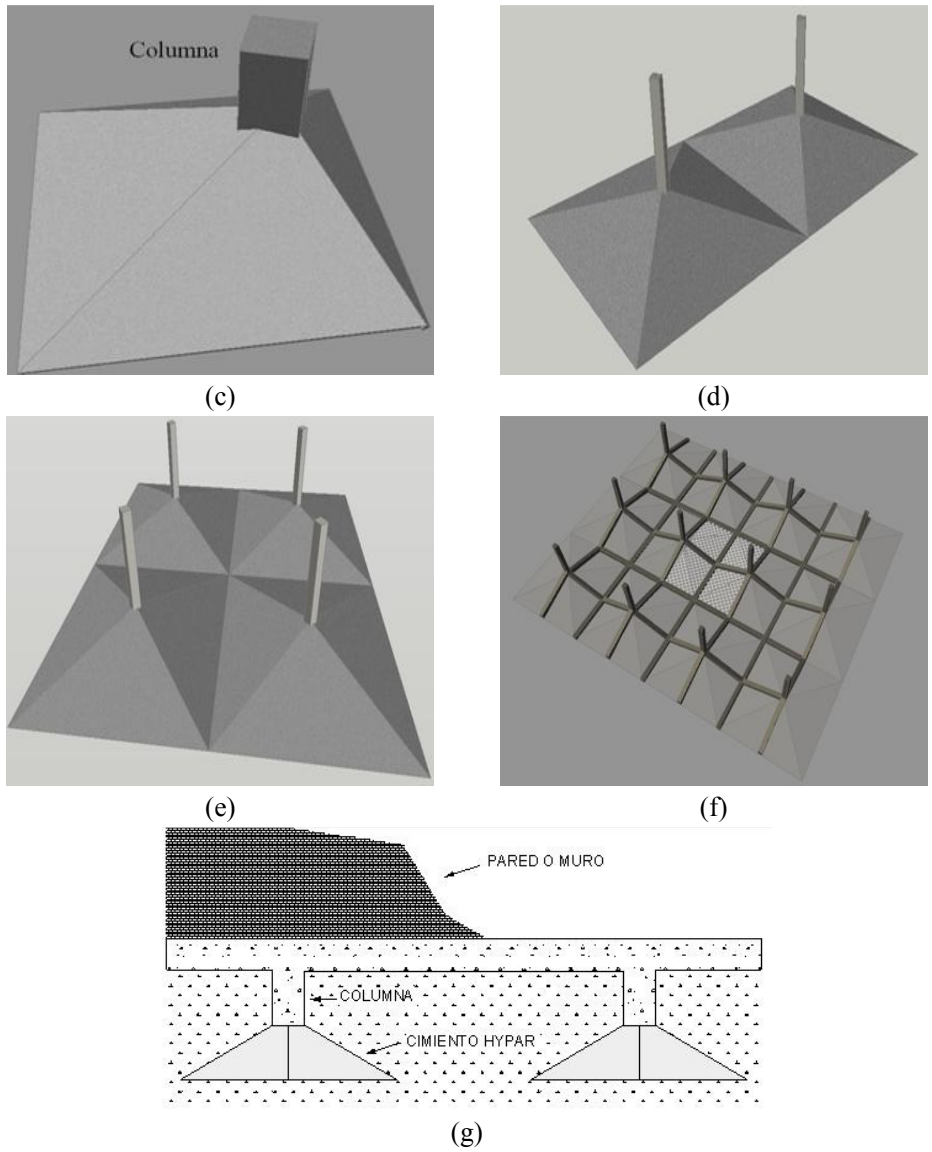 Columna
(c)
(d)
(e)
(f)
PARED O MURO
COLUMNA
CIMIENTO HYPAR
(g)